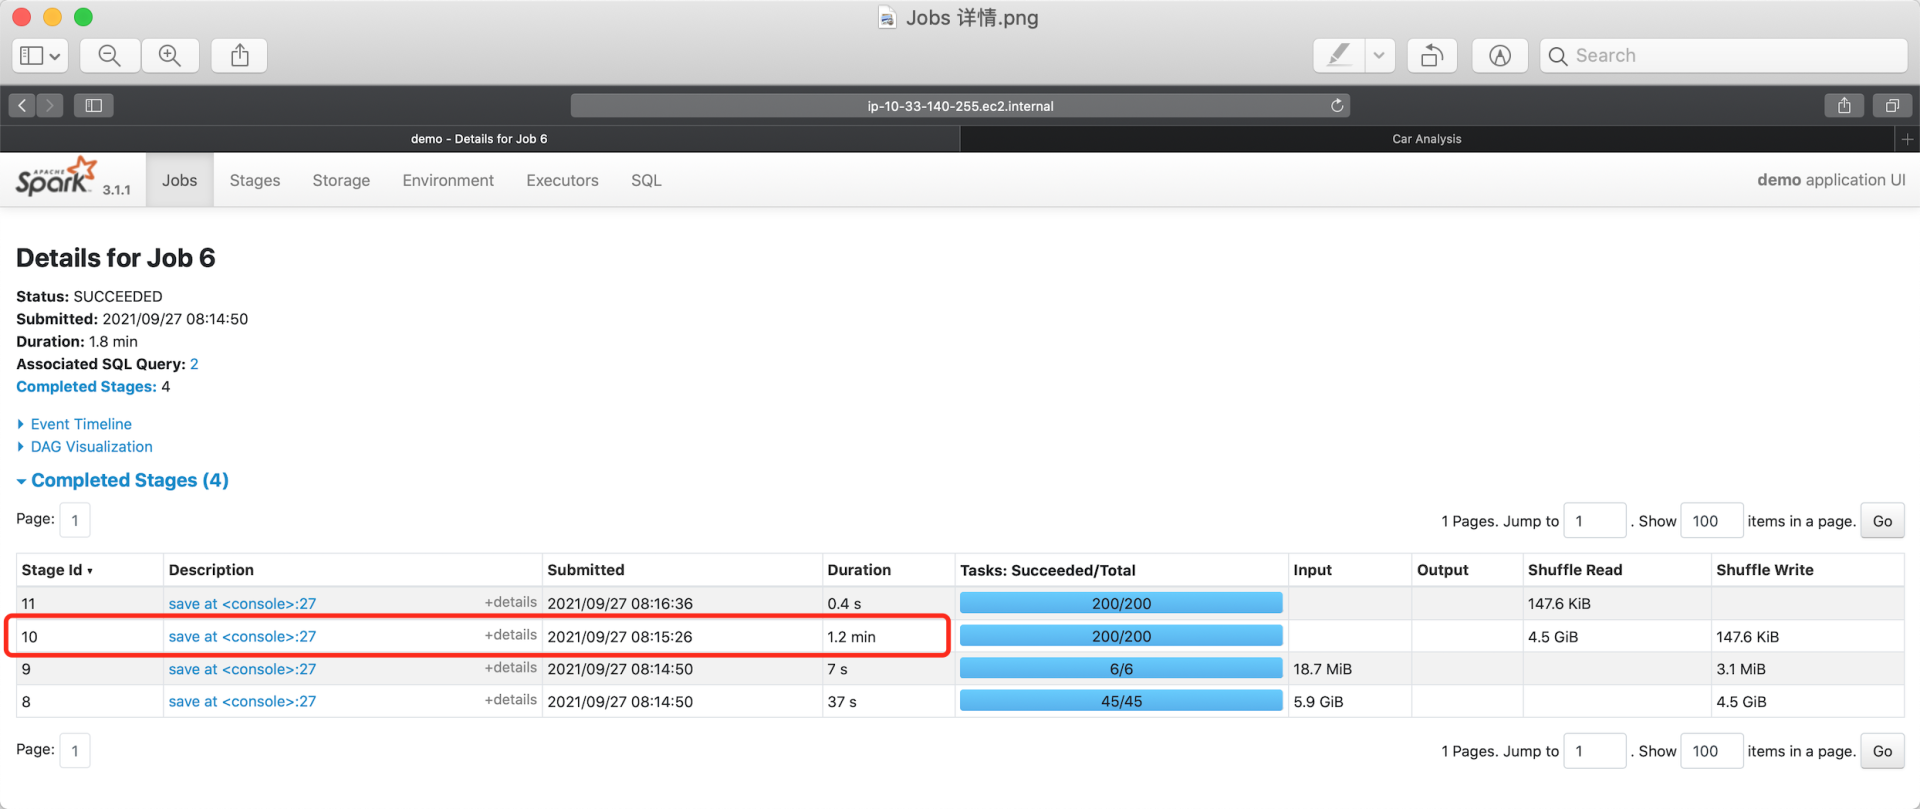 Jobs 详情.png
Search
ip-10-33-140-255.ec2.internal
demo - Details for Job 6
Car Analysis
APACHE Spark 3.1.1
Jobs Stages Storage Environment Executors SQL demo application UI
Details for Job 6
Status: SUCCEEDED
Submitted: 2021/09/27 08:14:50
Duration: 1.8 min
Associated SQL Query: 2
Completed Stages: 4
Event Timeline
DAG Visualization
Completed Stages (4)
Page: 1 1 Pages. Jump to 1 . Show 100 items in a page. Go
Stage Id Description Submitted Duration Tasks: Succeeded/Total Input Output Shuffle Read Shuffle Write
11 save at <console>:27 +details 2021/09/27 08:16:36 0.4 s 200/200 147.6 KiB
10 save at <console>:27 +details 2021/09/27 08:15:26 1.2 min 200/200 4.5 GiB 147.6 KiB
9 save at <console>:27 +details 2021/09/27 08:14:50 7 s 6/6 18.7 MiB 3.1 MiB
8 save at <console>:27 +details 2021/09/27 08:14:50 37 s 45/45 5.9 GiB 4.5 GiB
Page: 1 1 Pages. Jump to 1 . Show 100 items in a page. Go